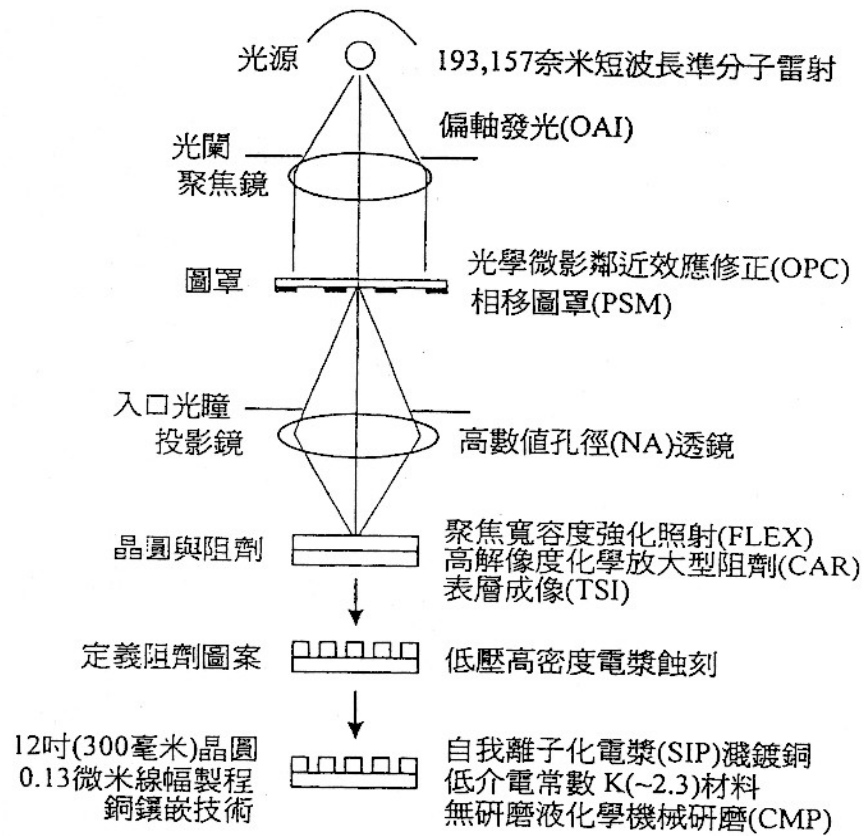 光源
193,157奈米短波長準分子雷射
偏軸發光(OAI)
光闌
聚焦鏡
圖罩
光學微影鄰近效應修正(OPC)
相移圖罩(PSM)
入口光瞳
投影鏡
高數值孔徑(NA)透鏡
晶圓與阻劑
聚焦寬容度強化照射(FLEX)
高解像度化學放大型阻劑(CAR)
表層成像(TSI)
定義阻劑圖案
低壓高密度電漿蝕刻
12吋(300毫米)晶圓
0.13微米線幅製程
銅鑲嵌技術
自我離子化電漿(SIP)濺鍍銅
低介電常數 K(~2.3)材料
無研磨液化學機械研磨(CMP)